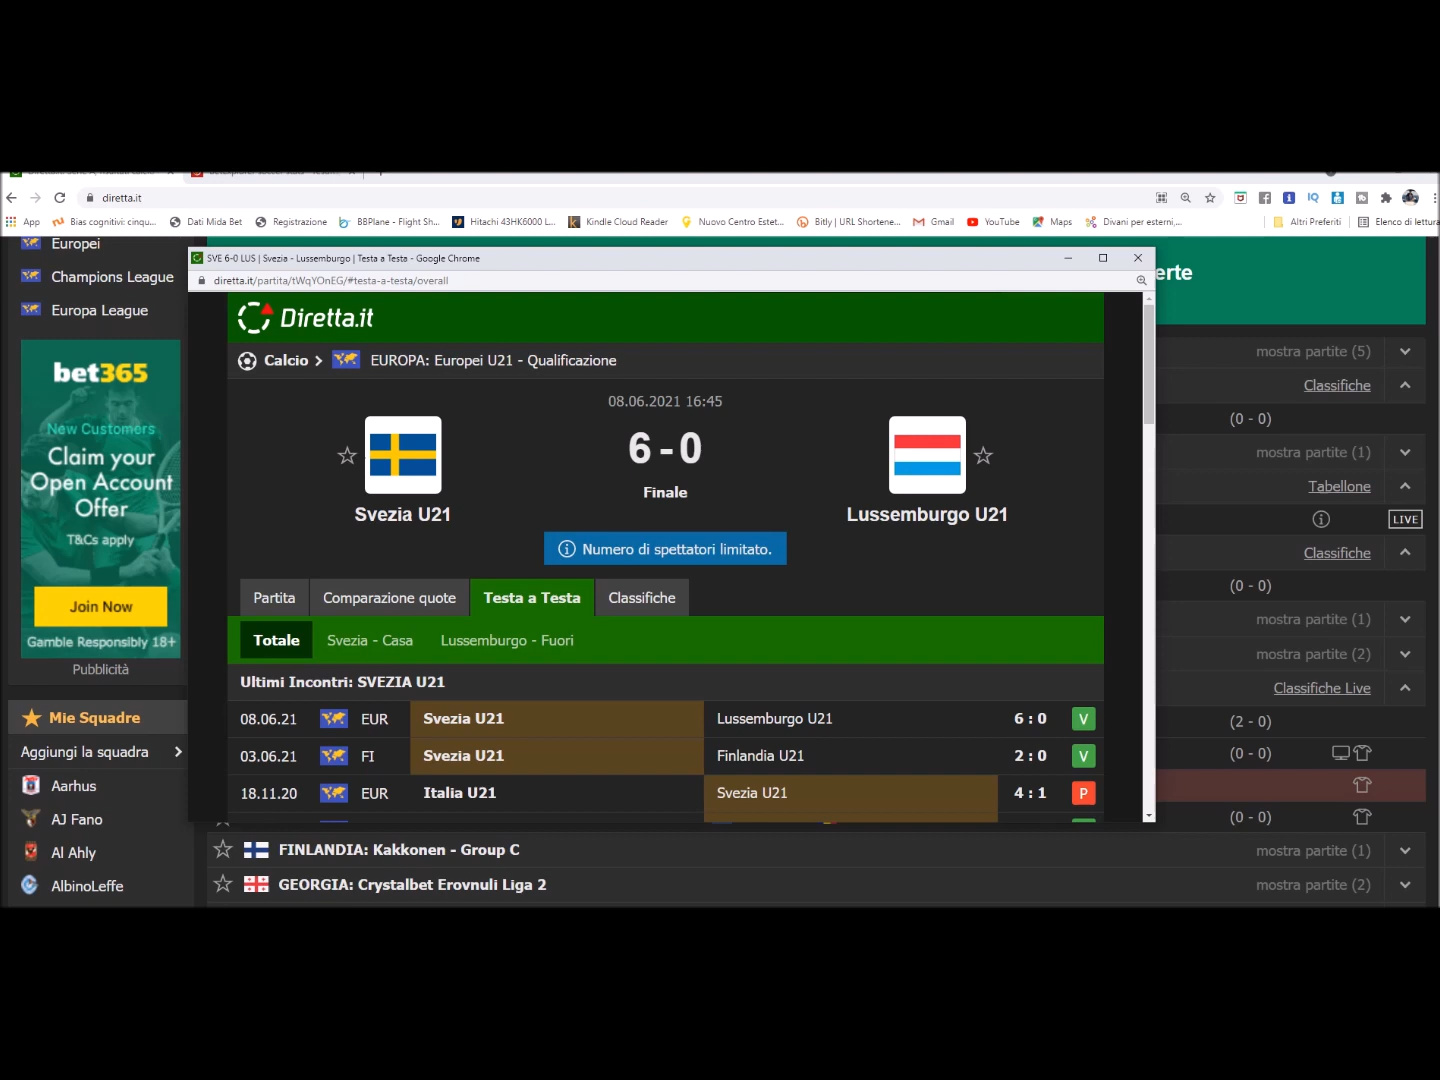 diretta.it
App
Bias cognitivi: cinqu...
Dati Mida Bet
Registrazione
BBPlane - Flight Sh...
Hitachi 43HK6000 L...
Kindle Cloud Reader
Nuovo Centro Estet...
Bitly | URL Shortene...
Gmail
YouTube
Maps
Divani per esterni,...
Altri Preferiti
Elenco di lettura
Europei
Champions League
Europa League
bet365
New Customers
Claim your
Open Account
Offer
T&Cs apply
Join Now
Gamble Responsibly 18+
Pubblicità
Mie Squadre
Aggiungi la squadra
Aarhus
AJ Fano
Al Ahly
AlbinoLeffe
SVE 6-0 LUS | Svezia - Lussemburgo | Testa a Testa - Google Chrome
diretta.it/partita/tWqYOnEG/#testa-a-testa/overall
Diretta.it
Calcio > EUROPA: Europei U21 - Qualificazione
08.06.2021 16:45
6 - 0
Finale
Svezia U21
Lussemburgo U21
Numero di spettatori limitato.
Partita
Comparazione quote
Testa a Testa
Classifiche
Totale
Svezia - Casa
Lussemburgo - Fuori
Ultimi Incontri: SVEZIA U21
08.06.21 EUR Svezia U21 Lussemburgo U21 6 : 0 V
03.06.21 FI Svezia U21 Finlandia U21 2 : 0 V
18.11.20 EUR Italia U21 Svezia U21 4 : 1 P
erte
mostra partite (5)
Classifiche
(0 - 0)
mostra partite (1)
Tabellone
LIVE
Classifiche
(0 - 0)
mostra partite (1)
mostra partite (2)
Classifiche Live
(2 - 0)
(0 - 0)
(0 - 0)
FINLANDIA: Kakkonen - Group C
mostra partite (1)
GEORGIA: Crystalbet Erovnuli Liga 2
mostra partite (2)